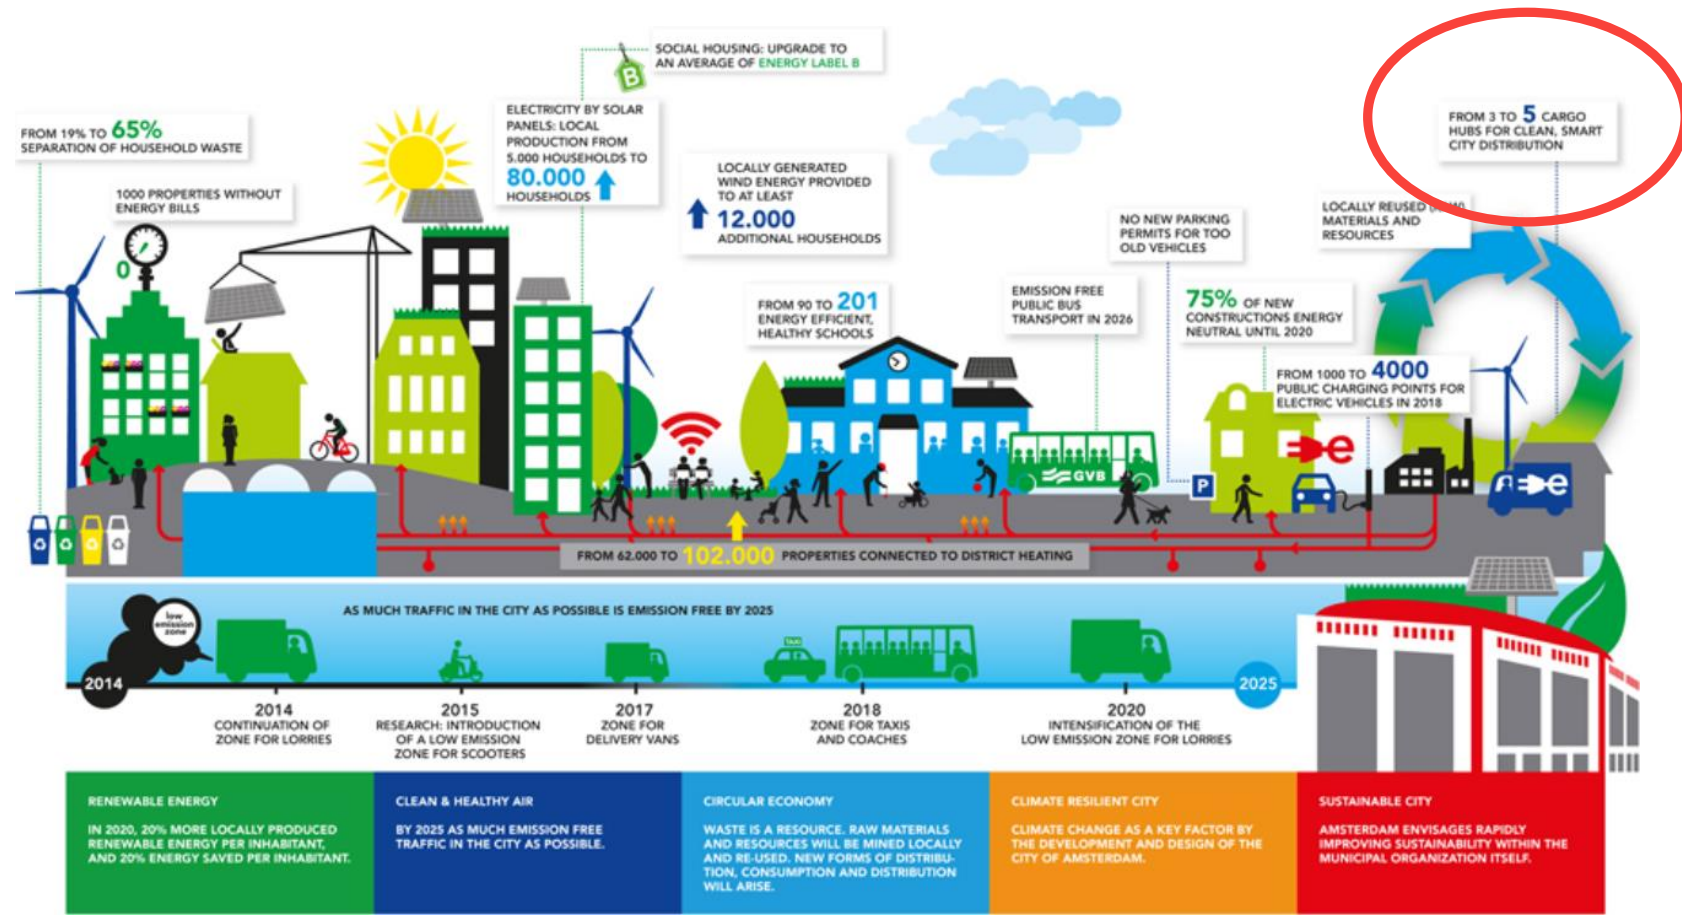 SOCIAL HOUSING: UPGRADE TO
AN AVERAGE OF ENERGY LABEL B
B
FROM 19% TO 65%
SEPARATION OF HOUSEHOLD WASTE
1000 PROPERTIES WITHOUT
ENERGY BILLS
0
ELECTRICITY BY SOLAR
PANELS: LOCAL
PRODUCTION FROM
5.000 HOUSEHOLDS TO
80.000
HOUSEHOLDS
LOCALLY GENERATED
WIND ENERGY PROVIDED
TO AT LEAST
12.000
ADDITIONAL HOUSEHOLDS
FROM 90 TO 201
ENERGY EFFICIENT,
HEALTHY SCHOOLS
EMISSION FREE
PUBLIC BUS
TRANSPORT IN 2026
NO NEW PARKING
PERMITS FOR TOO
OLD VEHICLES
75% OF NEW
CONSTRUCTIONS ENERGY
NEUTRAL UNTIL 2020
LOCALLY REUSED
MATERIALS AND
RESOURCES
FROM 3 TO 5 CARGO
HUBS FOR CLEAN, SMART
CITY DISTRIBUTION
FROM 1000 TO 4000
PUBLIC CHARGING POINTS FOR
ELECTRIC VEHICLES IN 2018
e
GVB
P
e
FROM 62.000 TO 102.000 PROPERTIES CONNECTED TO DISTRICT HEATING
AS MUCH TRAFFIC IN THE CITY AS POSSIBLE IS EMISSION FREE BY 2025
low
emission
zone
TAXI
2014
2025
2014
CONTINUATION OF
ZONE FOR LORRIES
2015
RESEARCH: INTRODUCTION
OF A LOW EMISSION
ZONE FOR SCOOTERS
2017
ZONE FOR
DELIVERY VANS
2018
ZONE FOR TAXIS
AND COACHES
2020
INTENSIFICATION OF THE
LOW EMISSION ZONE FOR LORRIES
RENEWABLE ENERGY
IN 2020, 20% MORE LOCALLY PRODUCED
RENEWABLE ENERGY PER INHABITANT,
AND 20% ENERGY SAVED PER INHABITANT.
CLEAN & HEALTHY AIR
BY 2025 AS MUCH EMISSION FREE
TRAFFIC IN THE CITY AS POSSIBLE.
CIRCULAR ECONOMY
WASTE IS A RESOURCE. RAW MATERIALS
AND RESOURCES WILL BE MINED LOCALLY
AND RE-USED. NEW FORMS OF DISTRIBU-
TION, CONSUMPTION AND DISTRIBUTION
WILL ARISE.
CLIMATE RESILIENT CITY
CLIMATE CHANGE AS A KEY FACTOR BY
THE DEVELOPMENT AND DESIGN OF THE
CITY OF AMSTERDAM.
SUSTAINABLE CITY
AMSTERDAM ENVISAGES RAPIDLY
IMPROVING SUSTAINABILITY WITHIN THE
MUNICIPAL ORGANIZATION ITSELF.